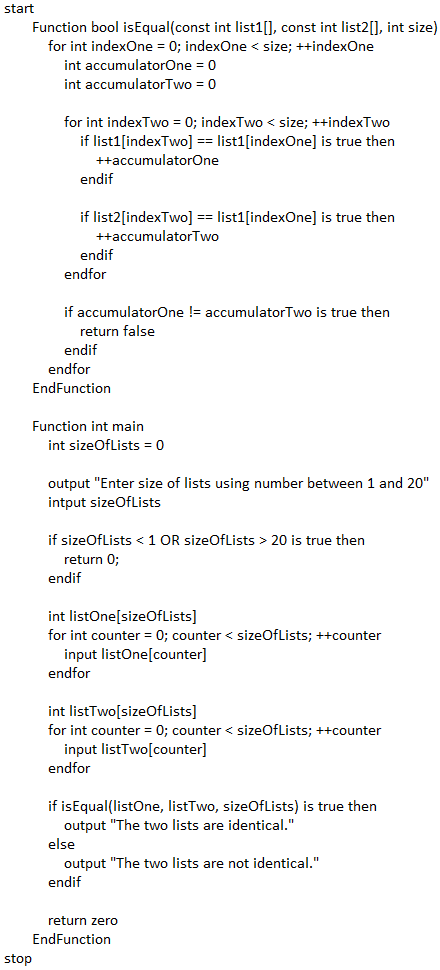 start
Function bool isEqual(const int list1[], const int list2[], int size)
for int indexOne = 0; indexOne < size; ++indexOne
int accumulatorOne = 0
int accumulatorTwo = 0
for int indexTwo = 0; indexTwo < size; ++indexTwo
if list1[indexTwo] == list1[indexOne] is true then
++accumulatorOne
endif
if list2[indexTwo] == list1[indexOne] is true then
++accumulatorTwo
endif
endfor
if accumulatorOne != accumulatorTwo is true then
return false
endif
endfor
EndFunction
Function int main
int sizeOfLists = 0
output "Enter size of lists using number between 1 and 20"
intput sizeOfLists
if sizeOfLists < 1 OR sizeOfLists > 20 is true then
return 0;
endif
int listOne[sizeOfLists]
for int counter = 0; counter < sizeOfLists; ++counter
input listOne[counter]
endfor
int listTwo[sizeOfLists]
for int counter = 0; counter < sizeOfLists; ++counter
input listTwo[counter]
endfor
if isEqual(listOne, listTwo, sizeOfLists) is true then
output "The two lists are identical."
else
output "The two lists are not identical."
endif
return zero
EndFunction
stop